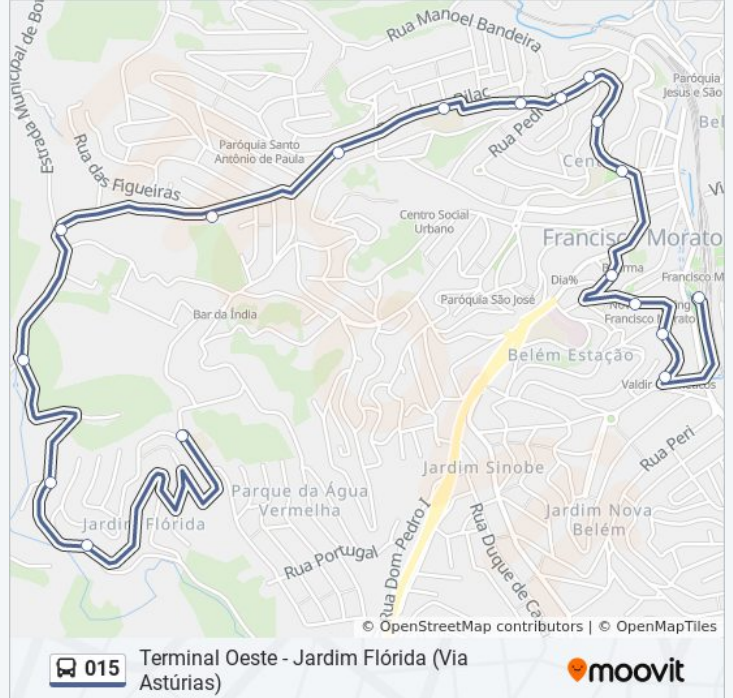 Rua Manoel Bandeira
Estrada Municipal de Bo
Bilac
Paróquia
Jesus e São
Rua Pedro
Bel
Paróquia Santo
Antônio de Paula
Rua das Figueiras
Cen
Centro Social
Urbano
Francisco Morato
Dia%
Francisco M
Paróquia São José
Bar da Índia
Francisco Morato
Belém Estação
Valdir
Rua Peri
Jardim Sinobe
Parque da Água
Vermelha
Jardim Flórida
Jardim Nova
Belém
Rua Portugal
Rua Dom Pedro I
Rua Duque de Ca
© OpenStreetMap contributors | © OpenMapTiles
015
Terminal Oeste - Jardim Flórida (Via
Astúrias)
moovit